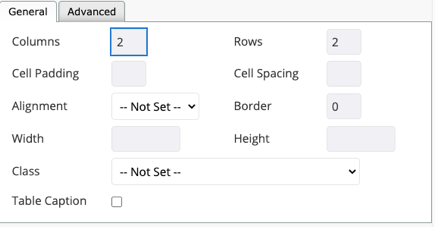 General Advanced
Columns 2 Rows 2
Cell Padding Cell Spacing
Alignment -- Not Set -- Border 0
Width Height
Class -- Not Set --
Table Caption